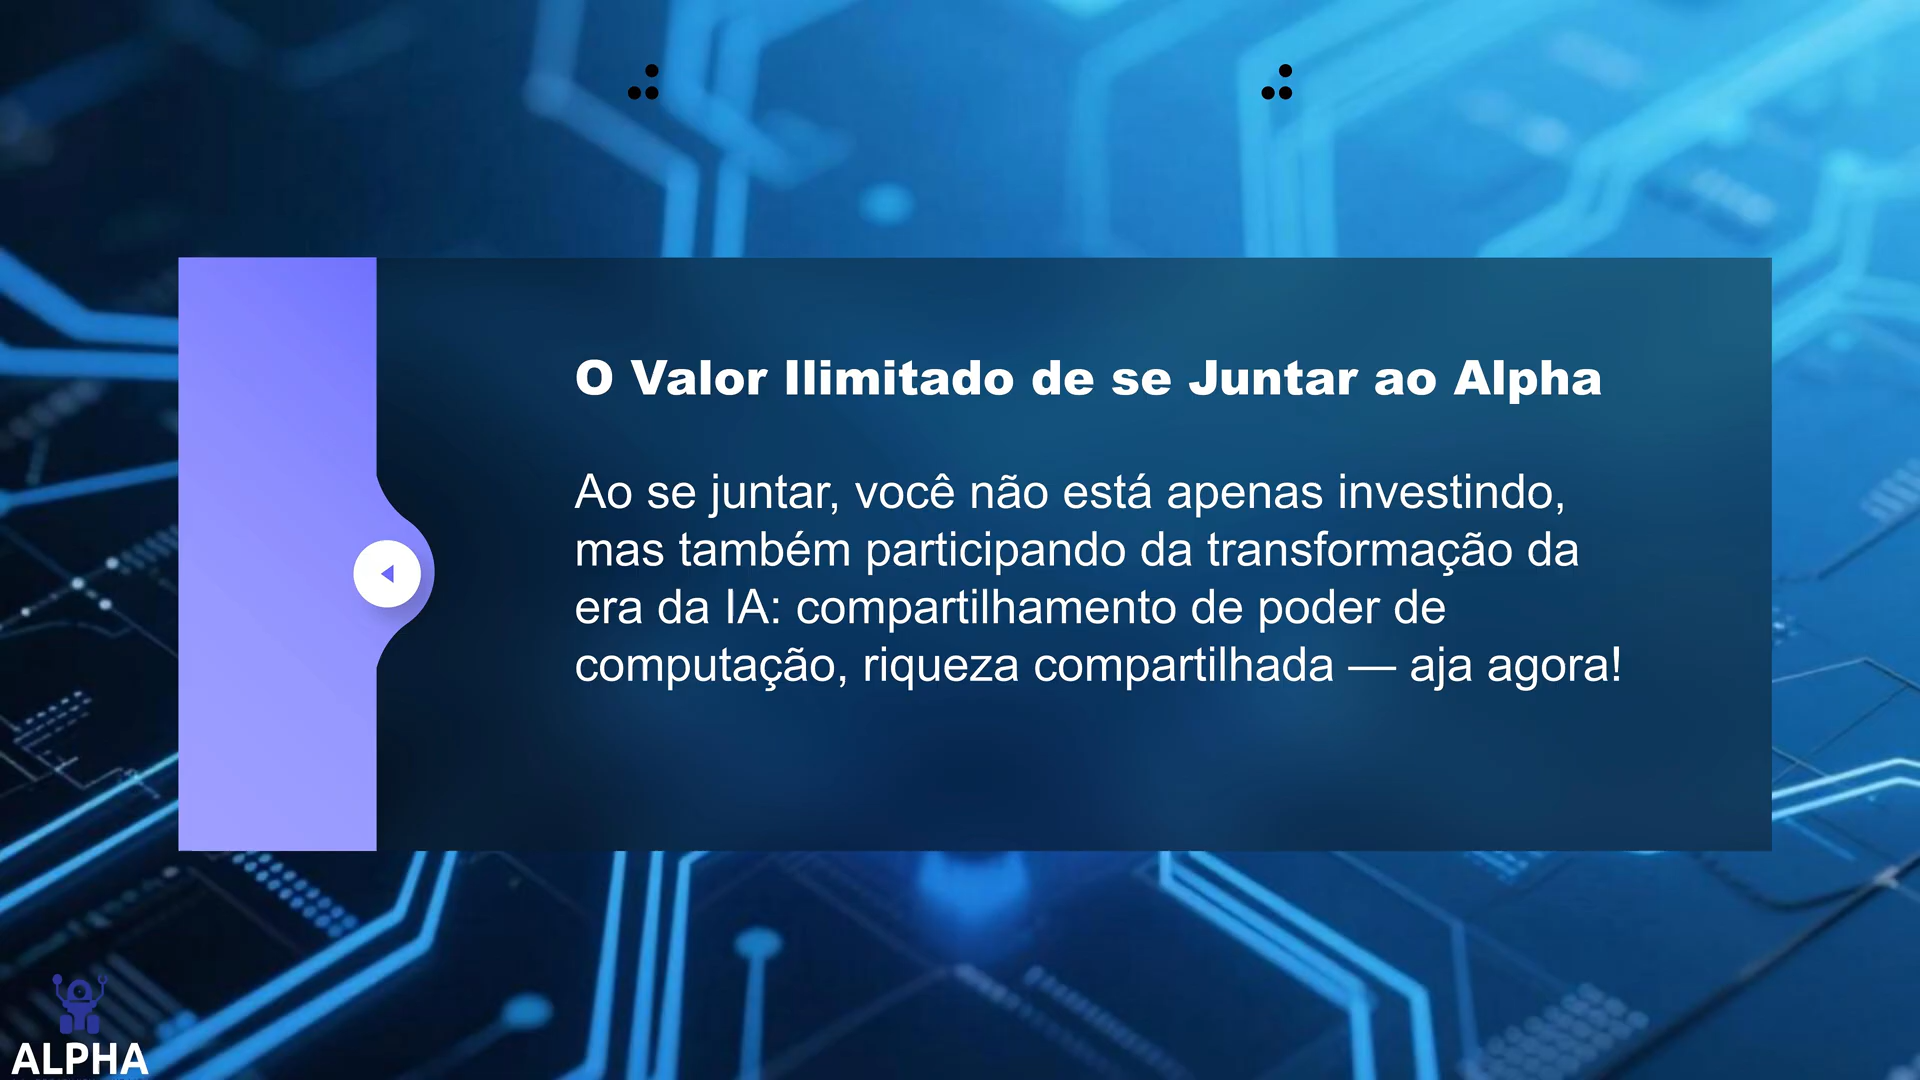 O Valor Ilimitado de se Juntar ao Alpha
Ao se juntar, você não está apenas investindo,
mas também participando da transformação da
era da IA: compartilhamento de poder de
computação, riqueza compartilhada — aja agora!
ALPHA